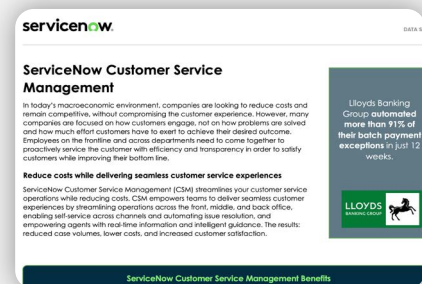 servicenow.
DATA S
ServiceNow Customer Service
Management
In today's macroeconomic environment, companies are looking to reduce costs and
remain competitive, without compromising the customer experience. However, many
companies are focused on how customers engage, not on how problems are solved
and how much effort customers have to exert to achieve their desired outcome.
Employees on the frontline and across departments need to come together to
proactively service the customer with efficiency and transparency in order to satisfy
customers while improving their bottom line.
Reduce costs while delivering seamless customer service experiences
ServiceNow Customer Service Management (CSM) streamlines your customer service
operations while reducing costs. CSM empowers teams to deliver seamless customer
experiences by streamlining operations across the front, middle, and back office,
enabling self-service across channels and automating issue resolution, and
empowering agents with real-time information and intelligent guidance. The results:
reduced case volumes, lower costs, and increased customer satisfaction.
Lloyds Banking
Group automated
more than 91% of
their batch payment
exceptions in just 12
weeks.
LLOYDS
BANKING GROUP
ServiceNow Customer Service Management Benefits